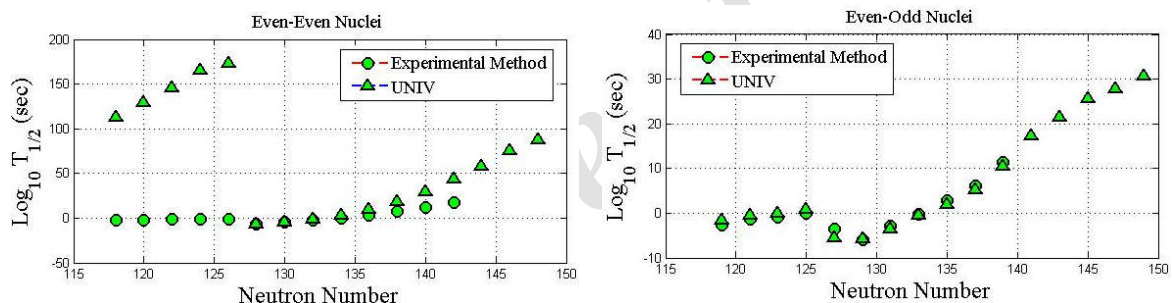 Even-Even Nuclei
200
150
100
50
0
-50
115 120 125 130 135 140 145 150
Log10 T1/2 (sec)
Neutron Number
Experimental Method
UNIV
Even-Odd Nuclei
40
30
20
10
0
-10
115 120 125 130 135 140 145 150
Log10 T1/2 (sec)
Neutron Number
Experimental Method
UNIV